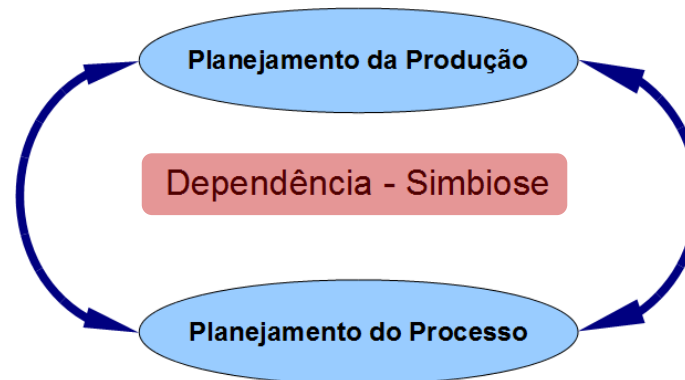 Planejamento da Produção
Dependência - Simbiose
Planejamento do Processo